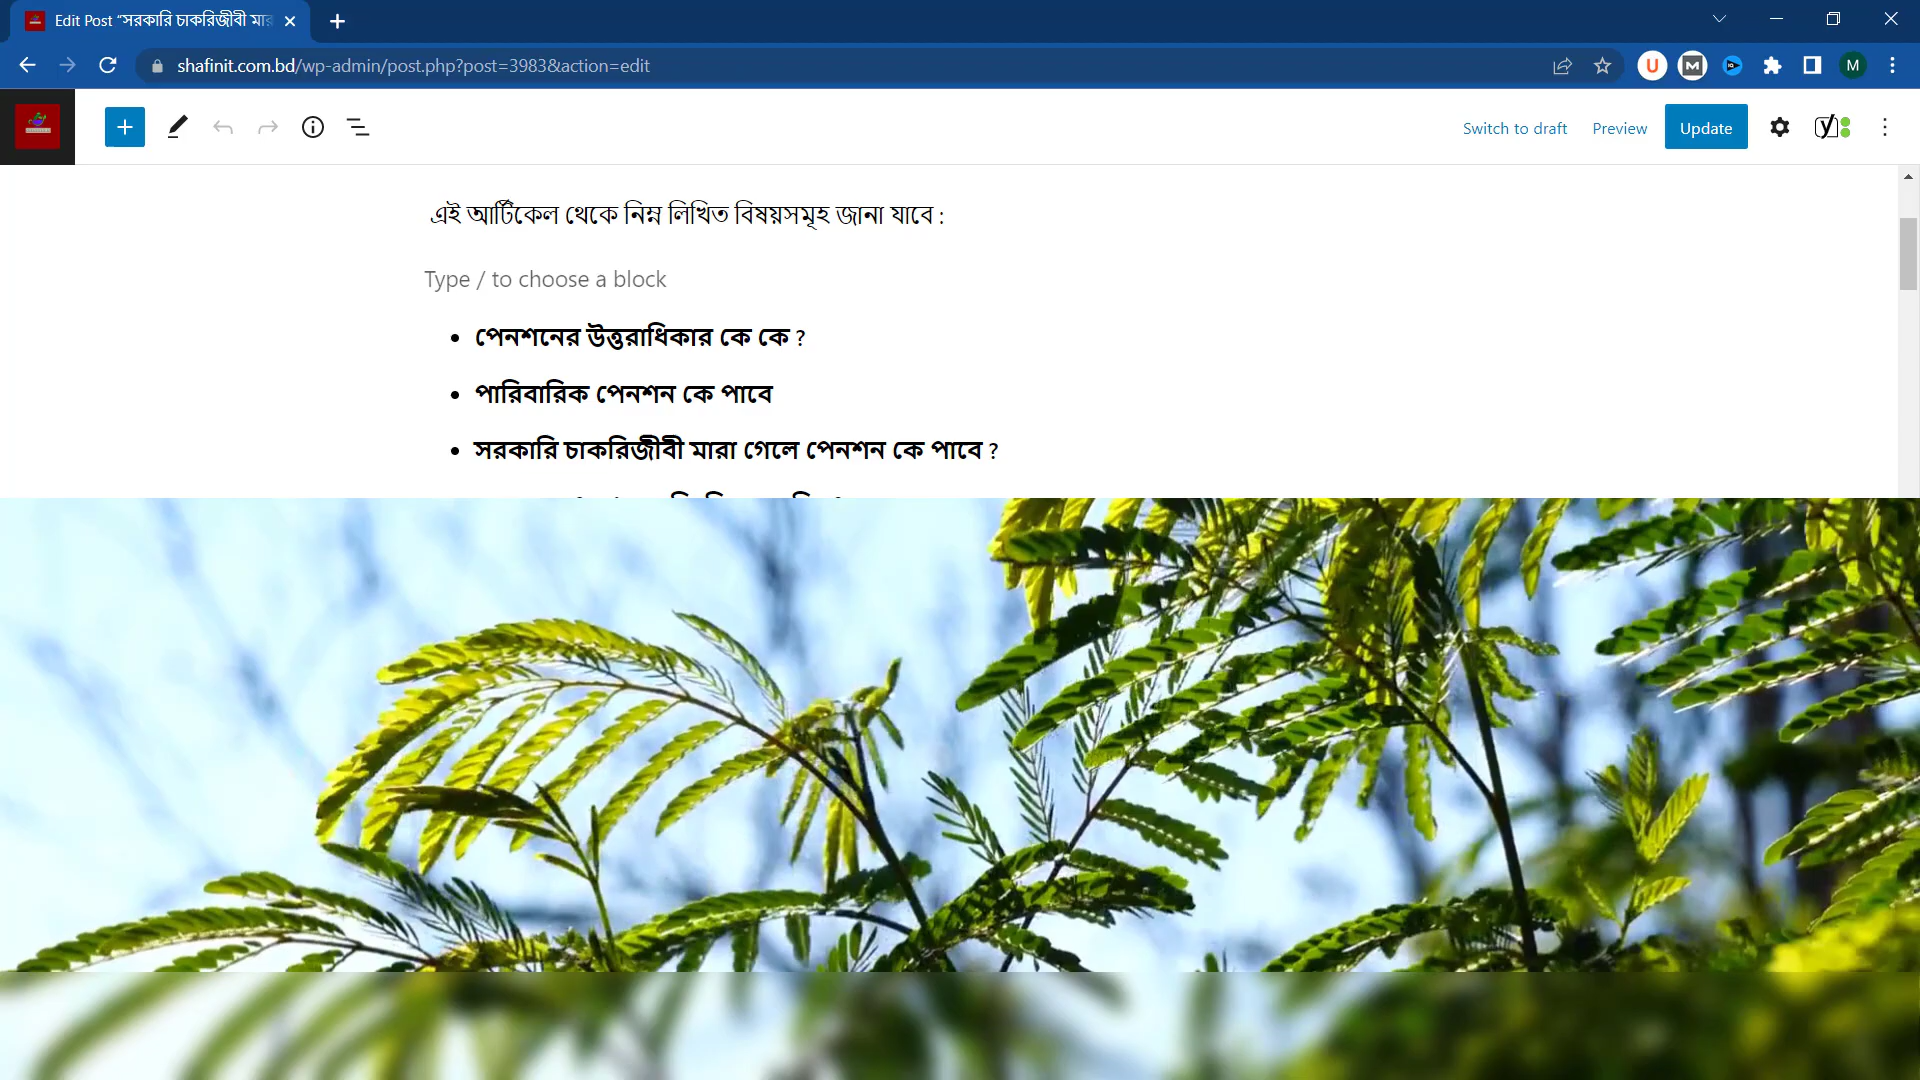 Edit Post “সরকারি চাকরিজীবী মার
shafinit.com.bd/wp-admin/post.php?post=3983&action=edit
Switch to draft
Preview
Update
এই আর্টিকেল থেকে নিম্ন লিখিত বিষয়সমূহ জানা যাবে :
Type / to choose a block
• পেনশনের উত্তরাধিকার কে কে ?
• পারিবারিক পেনশন কে পাবে
• সরকারি চাকরিজীবী মারা গেলে পেনশন কে পাবে ?